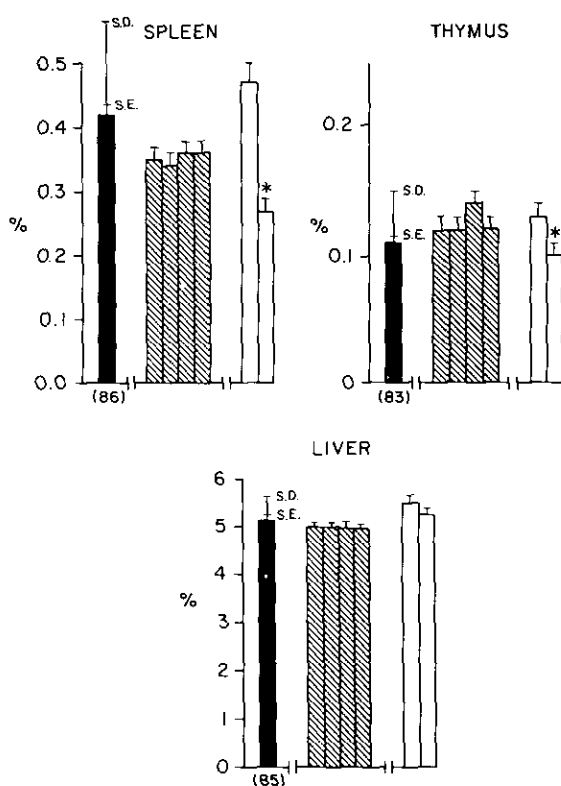 SPLEEN
S.D.
S.E.
0.5
0.4
0.3
0.2
0.1
0.0
%
*
(86)
THYMUS
S.D.
S.E.
0.2
0.1
0
%
*
(83)
LIVER
S.D.
S.E.
6
5
4
3
2
1
0
%
(85)